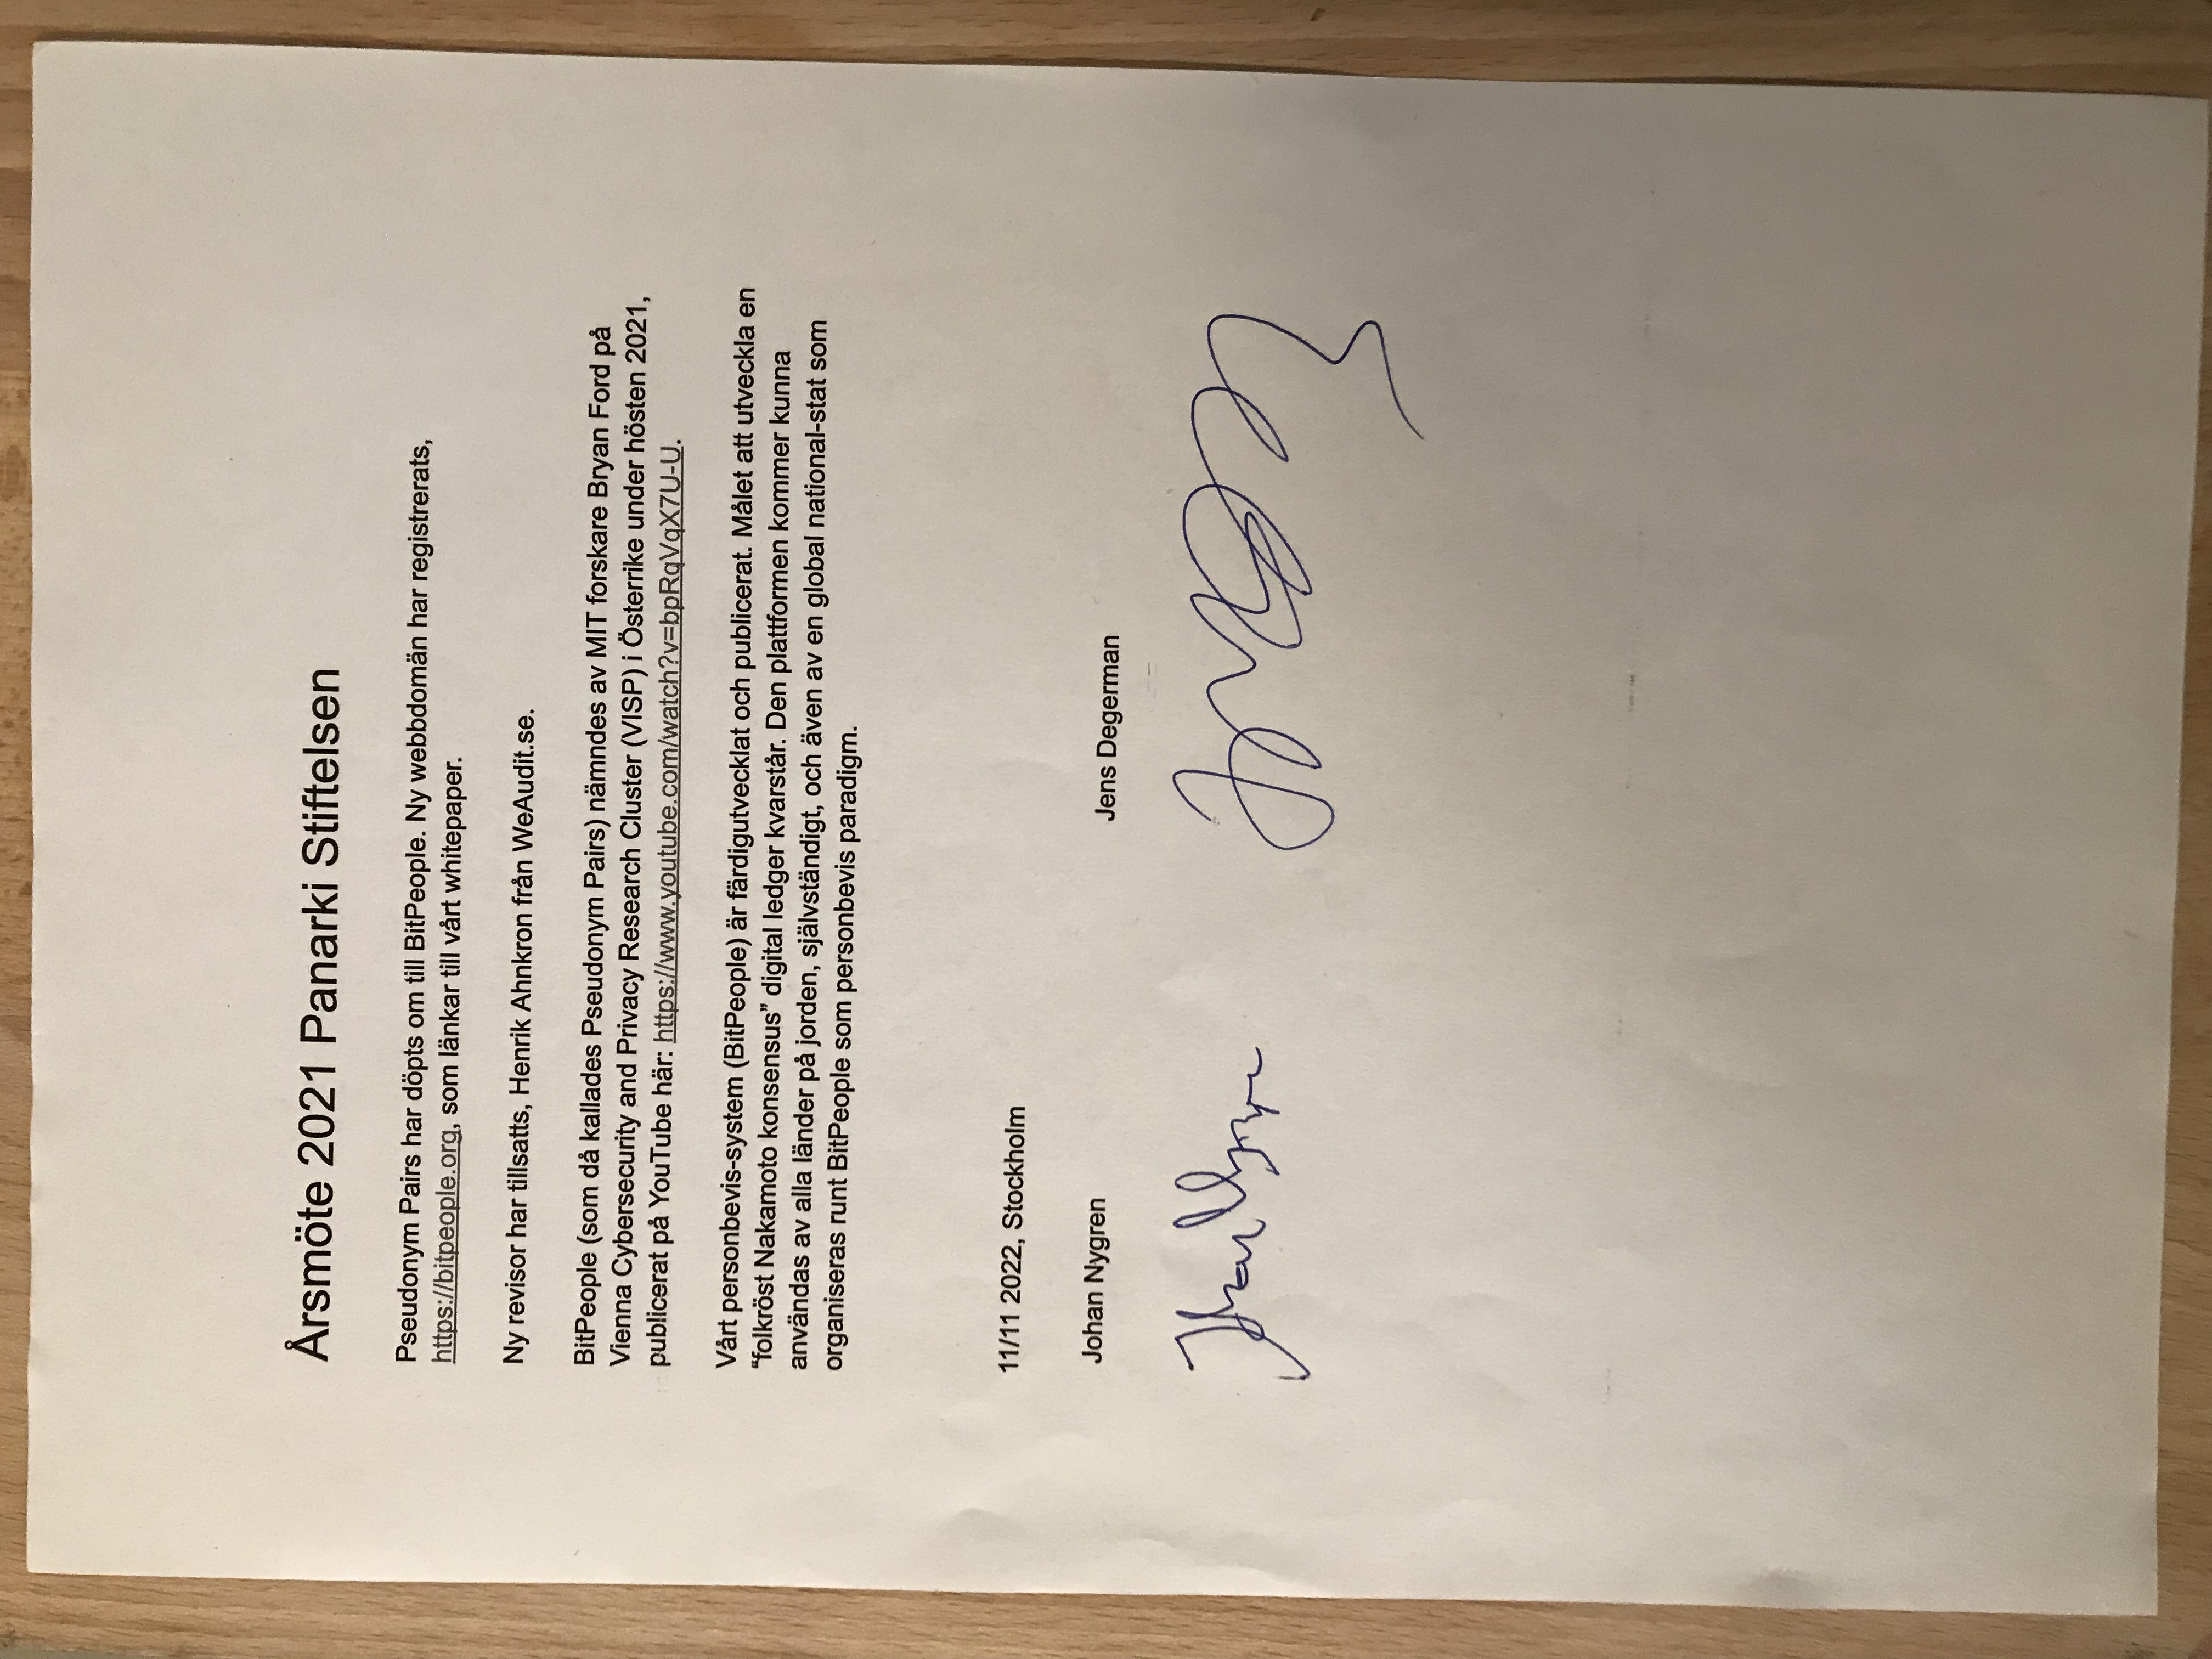 Årsmöte 2021 Panarki Stiftelsen
Pseudonym Pairs har döpts om till BitPeople. Ny webbdomän har registrerats,
https://bitpeople.org, som länkar till vårt whitepaper.
Ny revisor har tillsatts, Henrik Ahnkron från WeAudit.se.
BitPeople (som då kallades Pseudonym Pairs) nämndes av MIT forskare Bryan Ford på
Vienna Cybersecurity and Privacy Research Cluster (VISP) i Österrike under hösten 2021,
publicerat på YouTube här: https://www.youtube.com/watch?v=bpRqVqX7U-U.
Vårt personbevis-system (BitPeople) är färdigutvecklat och publicerat. Målet att utveckla en
“folkröst Nakamoto konsensus” digital ledger kvarstår. Den plattformen kommer kunna
användas av alla länder på jorden, självständigt, och även av en global national-stat som
organiseras runt BitPeople som personbevis paradigm.
11/11 2022, Stockholm
Johan Nygren
Jens Degerman